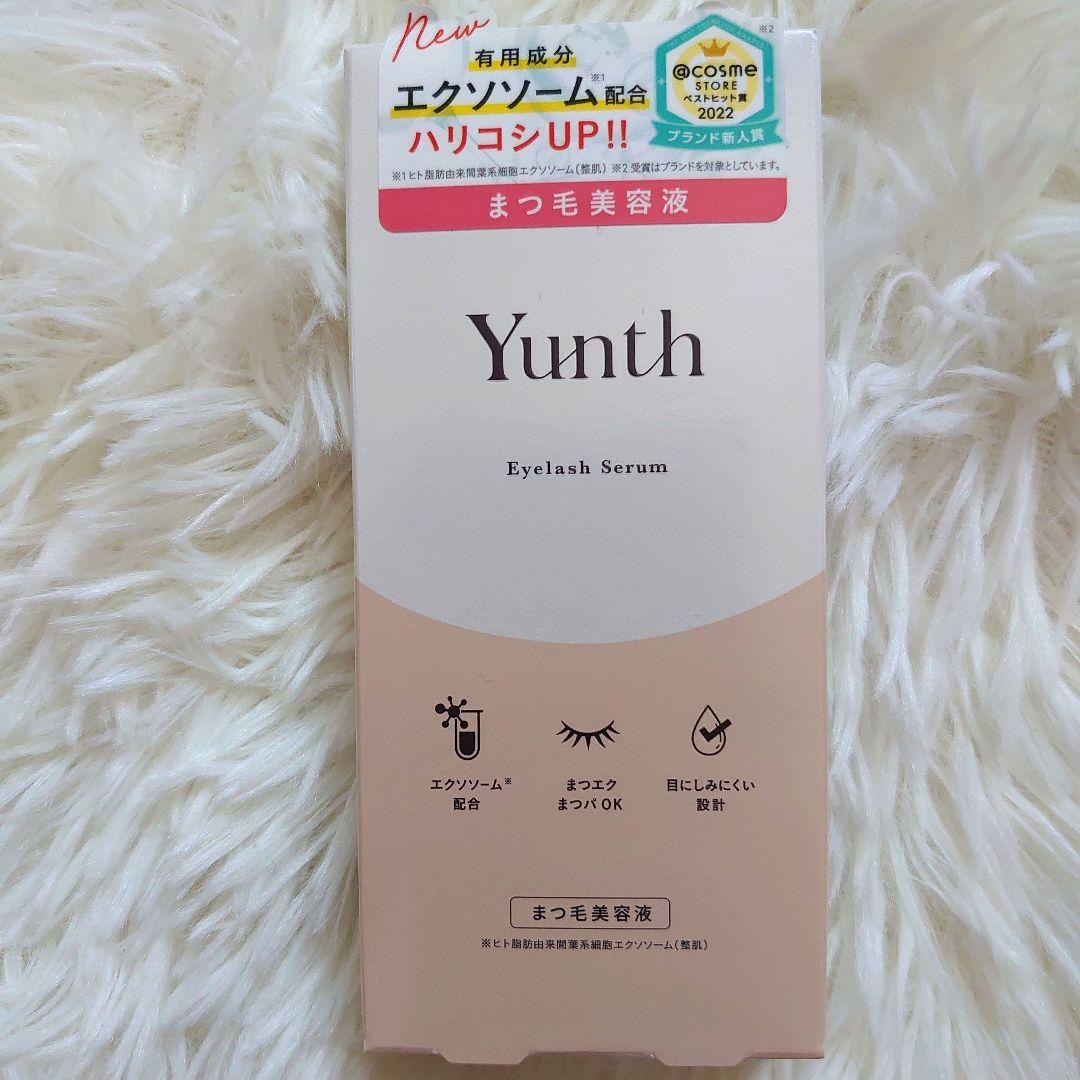 New
有用成分
エクソソーム※1配合
ハリコシUP!!
※2
@cosme
STORE
ベストヒット賞
2022
ブランド新人賞
※1 ヒト脂肪由来間葉系細胞エクソソーム(整肌) ※2 受賞はブランドを対象としています。
まつ毛美容液
Yunth
Eyelash Serum
エクソソーム※
配合
まつエク
まつパ OK
目にしみにくい
設計
まつ毛美容液
※ヒト脂肪由来間葉系細胞エクソソーム(整肌)